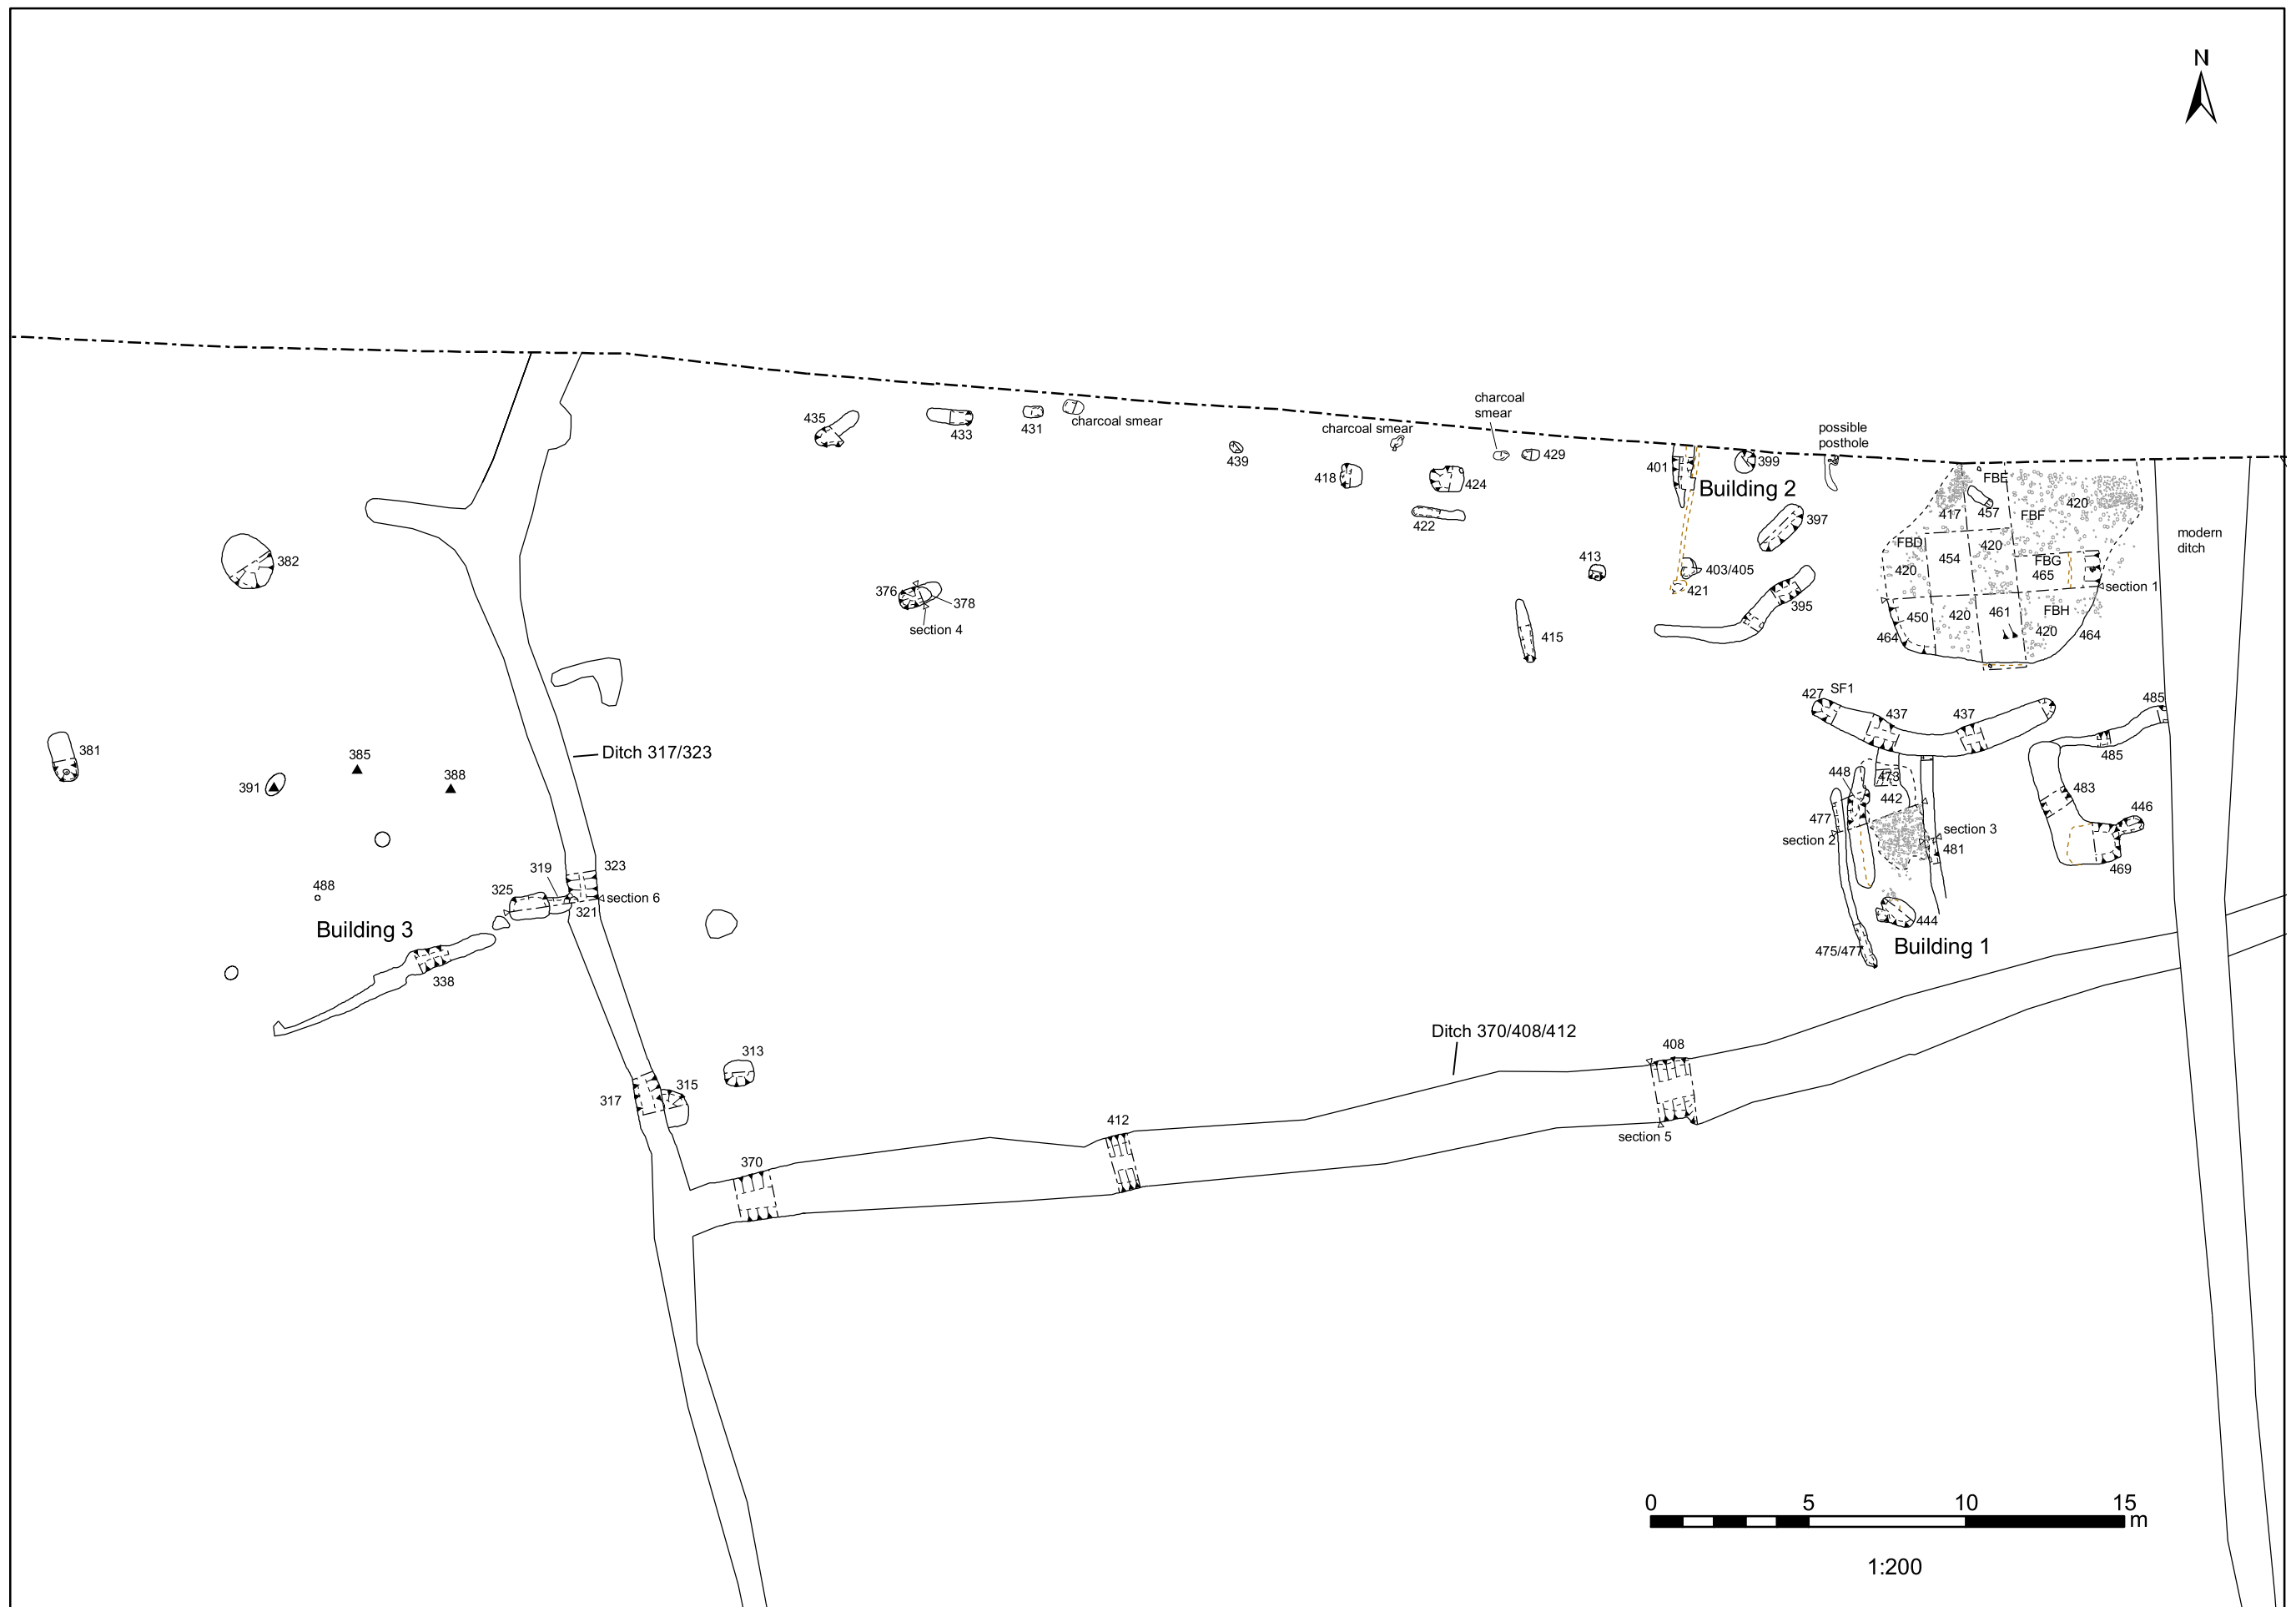 N
charcoal
smear
435
433
431
charcoal smear
charcoal smear
439
418
424
422
429
401
399
Building 2
possible
posthole
397
403/405
421
395
413
415
FBE
417
457
FBF
420
FBD
420
454
420
FBG
465
section 1
450
420
461
FBH
420
464
464
modern
ditch
382
376
378
section 4
381
385
388
391
Ditch 317/323
427
SF1
437
437
485
485
448
473
442
477
section 2
section 3
481
483
446
469
444
475/477
Building 1
488
325
319
323
321
section 6
Building 3
338
313
315
317
Ditch 370/408/412
408
section 5
412
370
0
5
10
15
m
1:200